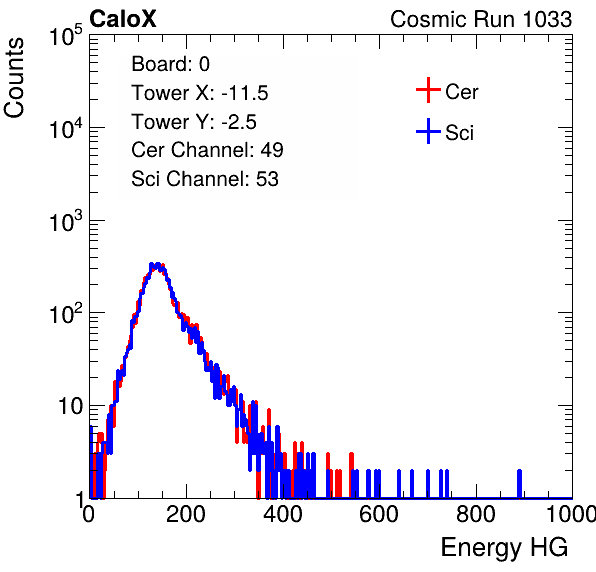 CaloX Cosmic Run 1033
Counts
Board: 0
Tower X: -11.5
Tower Y: -2.5
Cer Channel: 49
Sci Channel: 53
Cer
Sci
10^5
10^4
10^3
10^2
10
1
0 200 400 600 800 1000
Energy HG